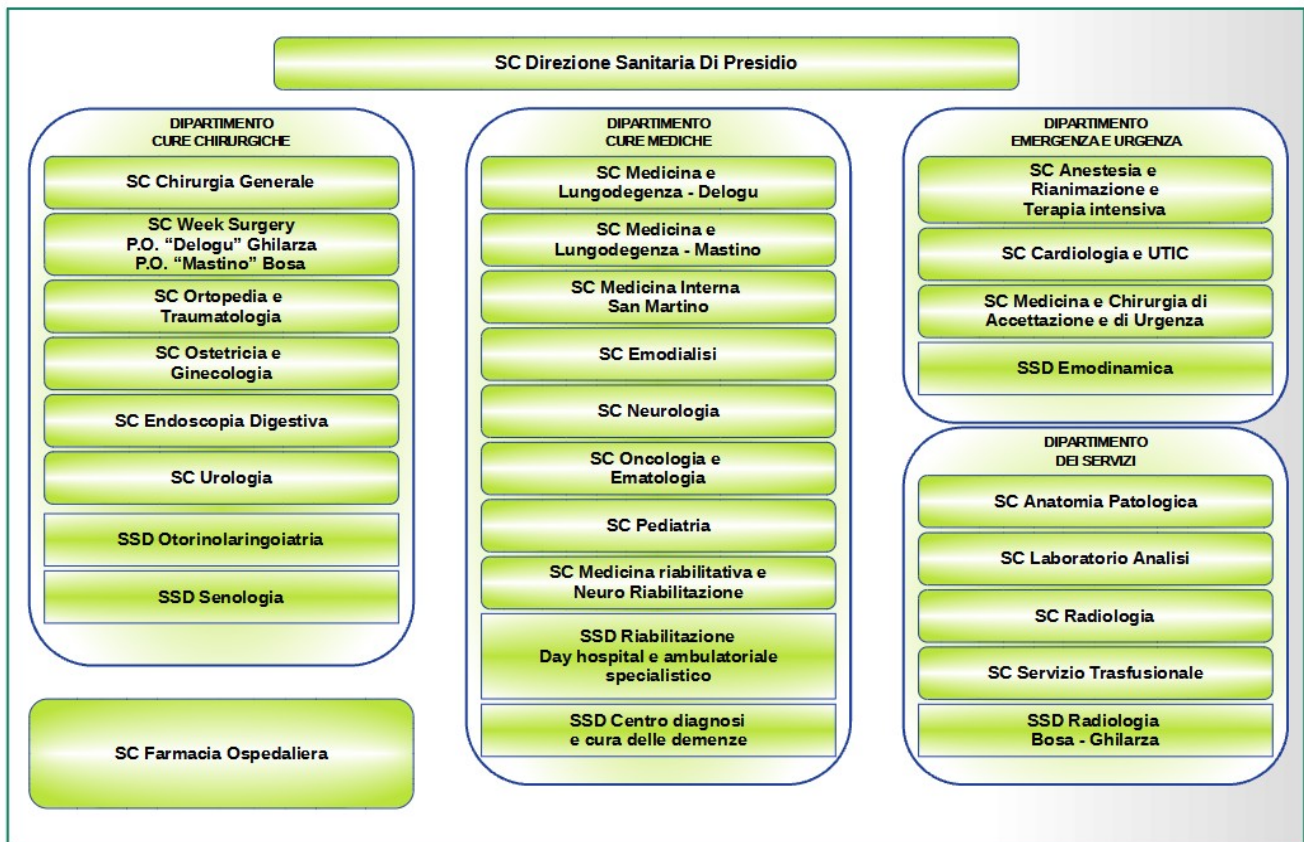 SC Direzione Sanitaria Di Presidio
DIPARTIMENTO
CURE CHIRURGICHE
SC Chirurgia Generale
SC Week Surgery
P.O. “Delogu” Ghilarza
P.O. “Mastino” Bosa
SC Ortopedia e
Traumatologia
SC Ostetricia e
Ginecologia
SC Endoscopia Digestiva
SC Urologia
SSD Otorinolaringoiatria
SSD Senologia
SC Farmacia Ospedaliera
DIPARTIMENTO
CURE MEDICHE
SC Medicina e
Lungodegenza - Delogu
SC Medicina e
Lungodegenza - Mastino
SC Medicina Interna
San Martino
SC Emodialisi
SC Neurologia
SC Oncologia e
Ematologia
SC Pediatria
SC Medicina riabilitativa e
Neuro Riabilitazione
SSD Riabilitazione
Day hospital e ambulatoriale
specialistico
SSD Centro diagnosi
e cura delle demenze
DIPARTIMENTO
EMERGENZA E URGENZA
SC Anestesia e
Rianimazione e
Terapia intensiva
SC Cardiologia e UTIC
SC Medicina e Chirurgia di
Accettazione e di Urgenza
SSD Emodinamica
DIPARTIMENTO
DEI SERVIZI
SC Anatomia Patologica
SC Laboratorio Analisi
SC Radiologia
SC Servizio Trasfusionale
SSD Radiologia
Bosa - Ghilarza